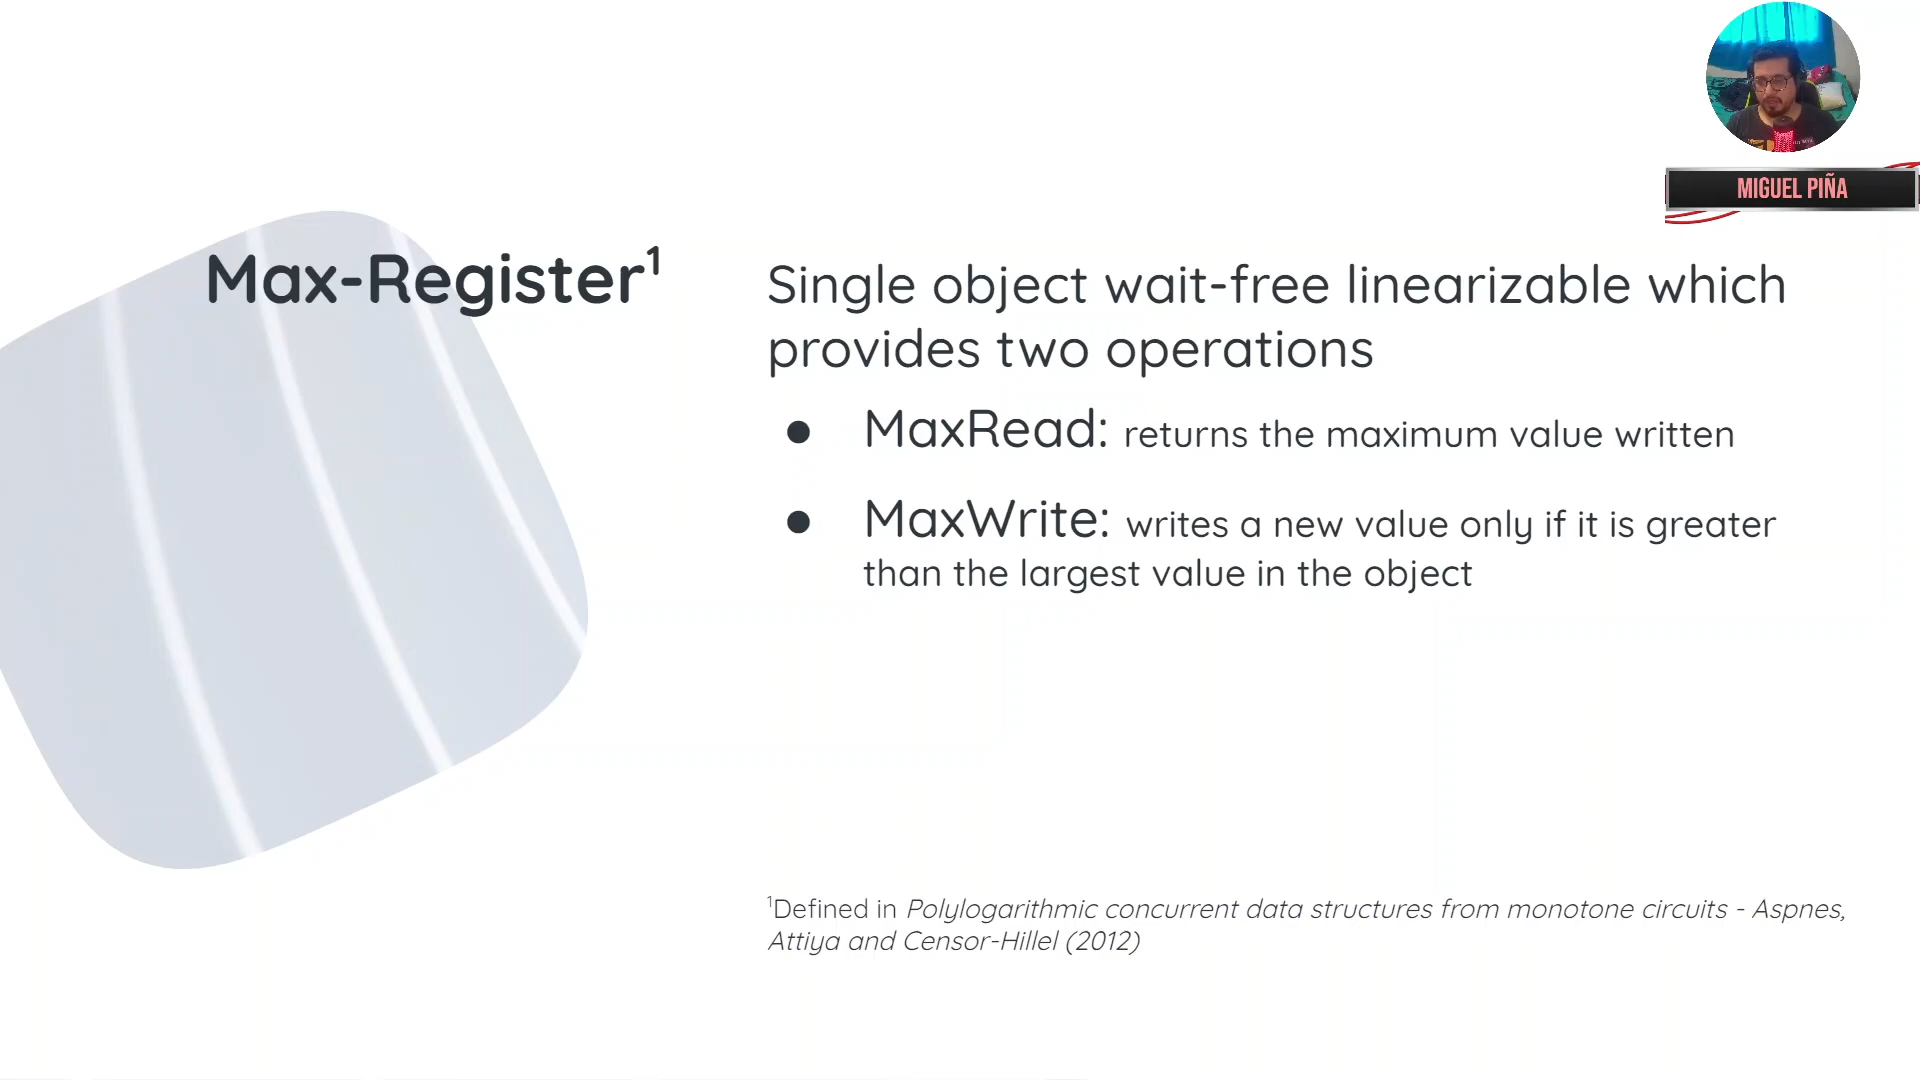 MIGUEL PIÑA
Max-Register¹
Single object wait-free linearizable which
provides two operations
● MaxRead: returns the maximum value written
● MaxWrite: writes a new value only if it is greater
than the largest value in the object
¹Defined in Polylogarithmic concurrent data structures from monotone circuits - Aspnes,
Attiya and Censor-Hillel (2012)